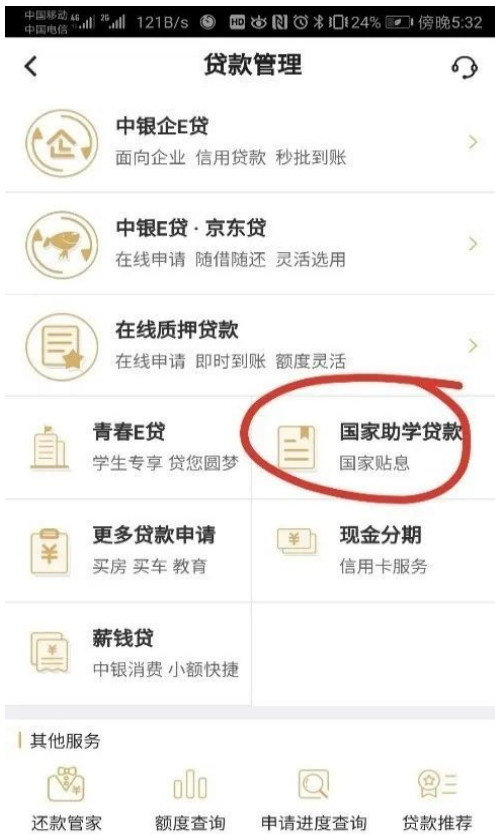 中国移动 4G 2G 121B/s HD 24% 傍晚5:32
中国电信
贷款管理
中银企E贷
面向企业 信用贷款 秒批到账
中银E贷 · 京东贷
在线申请 随借随还 灵活选用
在线质押贷款
在线申请 即时到账 额度灵活
青春E贷 国家助学贷款
学生专享 贷您圆梦 国家贴息
更多贷款申请 现金分期
买房 买车 教育 信用卡服务
薪钱贷
中银消费 小额快捷
其他服务
还款管家 额度查询 申请进度查询 贷款推荐